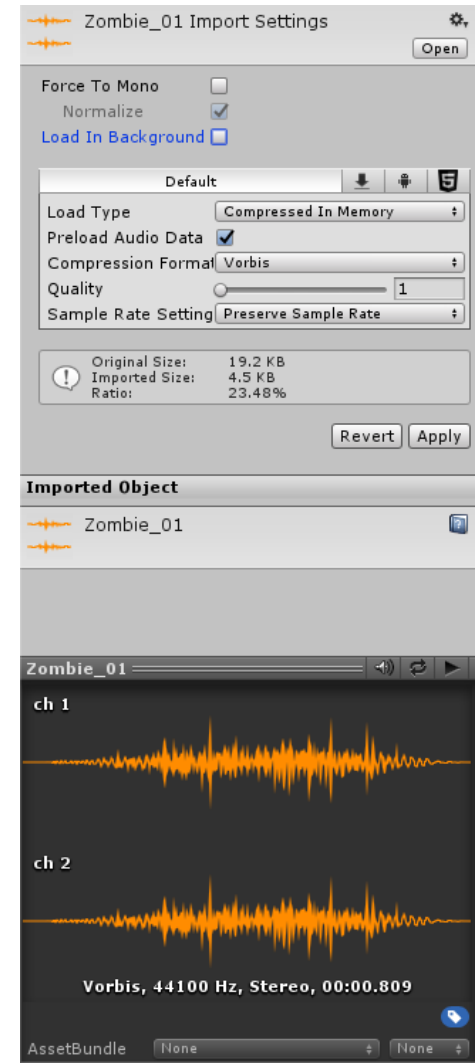 Zombie_01 Import Settings
Open
Force To Mono
Normalize
Load In Background
Default
Load Type Compressed In Memory
Preload Audio Data
Compression Format Vorbis
Quality 1
Sample Rate Setting Preserve Sample Rate
Original Size: 19.2 KB
Imported Size: 4.5 KB
Ratio: 23.48%
Revert Apply
Imported Object
Zombie_01
Zombie_01
ch 1
ch 2
Vorbis, 44100 Hz, Stereo, 00:00.809
AssetBundle None None